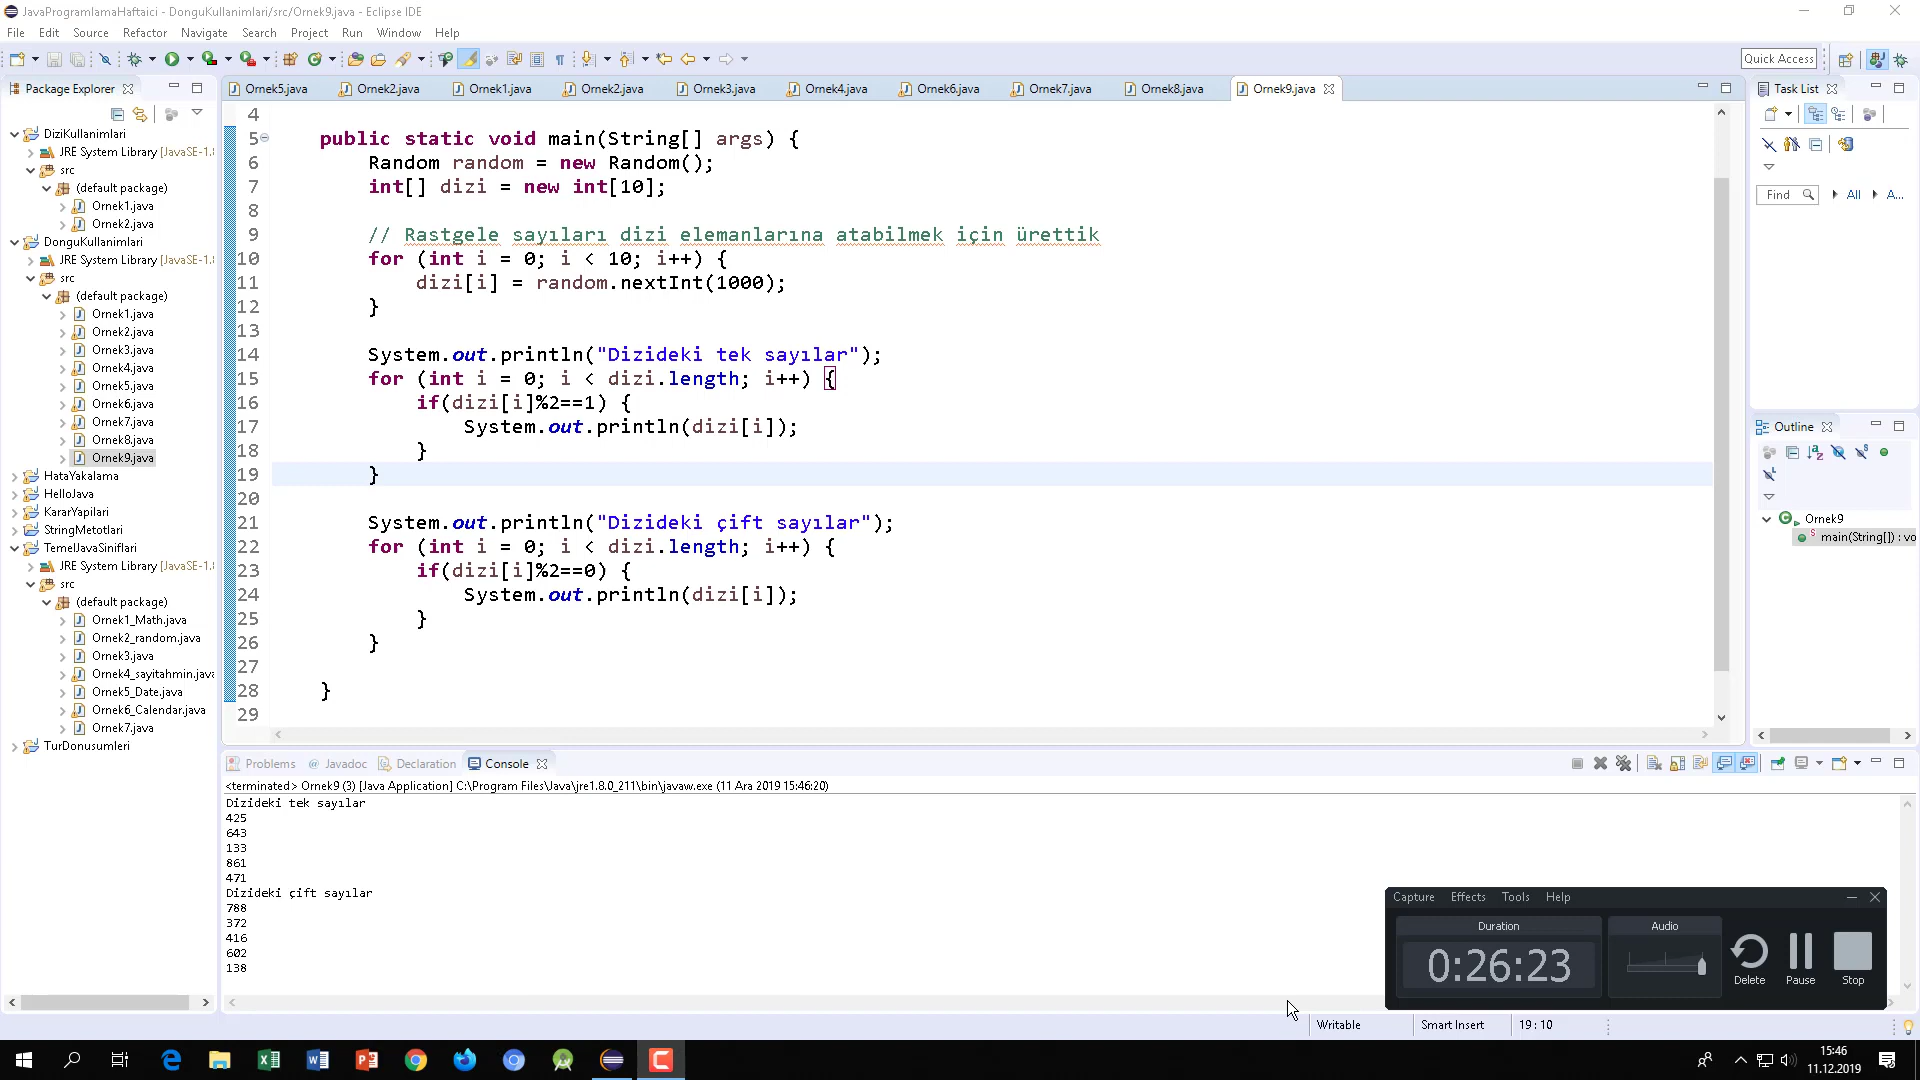 JavaProgramlamaHaftaici - DonguKullanimlari/src/Ornek9.java - Eclipse IDE
File Edit Source Refactor Navigate Search Project Run Window Help
Quick Access
Package Explorer
DiziKullanimlari
JRE System Library [JavaSE-1.8
src
(default package)
Ornek1.java
Ornek2.java
DonguKullanimlari
JRE System Library [JavaSE-1.8
src
(default package)
Ornek1.java
Ornek2.java
Ornek3.java
Ornek4.java
Ornek5.java
Ornek6.java
Ornek7.java
Ornek8.java
Ornek9.java
HataYakalama
HelloJava
KararYapilari
StringMetotlari
TemelJavaSiniflari
JRE System Library [JavaSE-1.8
src
(default package)
Ornek1_Math.java
Ornek2_random.java
Ornek3.java
Ornek4_sayitahmin.java
Ornek5_Date.java
Ornek6_Calendar.java
Ornek7.java
TurDonusumleri
Ornek5.java Ornek2.java Ornek1.java Ornek2.java Ornek3.java Ornek4.java Ornek6.java Ornek7.java Ornek8.java Ornek9.java
4
5 public static void main(String[] args) {
6 Random random = new Random();
7 int[] dizi = new int[10];
8
9 // Rastgele sayıları dizi elemanlarına atabilmek için ürettik
10 for (int i = 0; i < 10; i++) {
11 dizi[i] = random.nextInt(1000);
12 }
13
14 System.out.println("Dizideki tek sayılar");
15 for (int i = 0; i < dizi.length; i++) {
16 if(dizi[i]%2==1) {
17 System.out.println(dizi[i]);
18 }
19 }
20
21 System.out.println("Dizideki çift sayılar");
22 for (int i = 0; i < dizi.length; i++) {
23 if(dizi[i]%2==0) {
24 System.out.println(dizi[i]);
25 }
26 }
27
28 }
29
Task List
Find All A...
Outline
Ornek9
main(String[]) : vo
Problems @ Javadoc Declaration Console
<terminated> Ornek9 (3) [Java Application] C:\Program Files\Java\jre1.8.0_211\bin\javaw.exe (11 Ara 2019 15:46:20)
Dizideki tek sayılar
425
643
133
861
471
Dizideki çift sayılar
788
372
416
602
138
Capture Effects Tools Help
Duration
0:26:23
Audio
Delete Pause Stop
Writable Smart Insert 19 : 10
15:46
11.12.2019